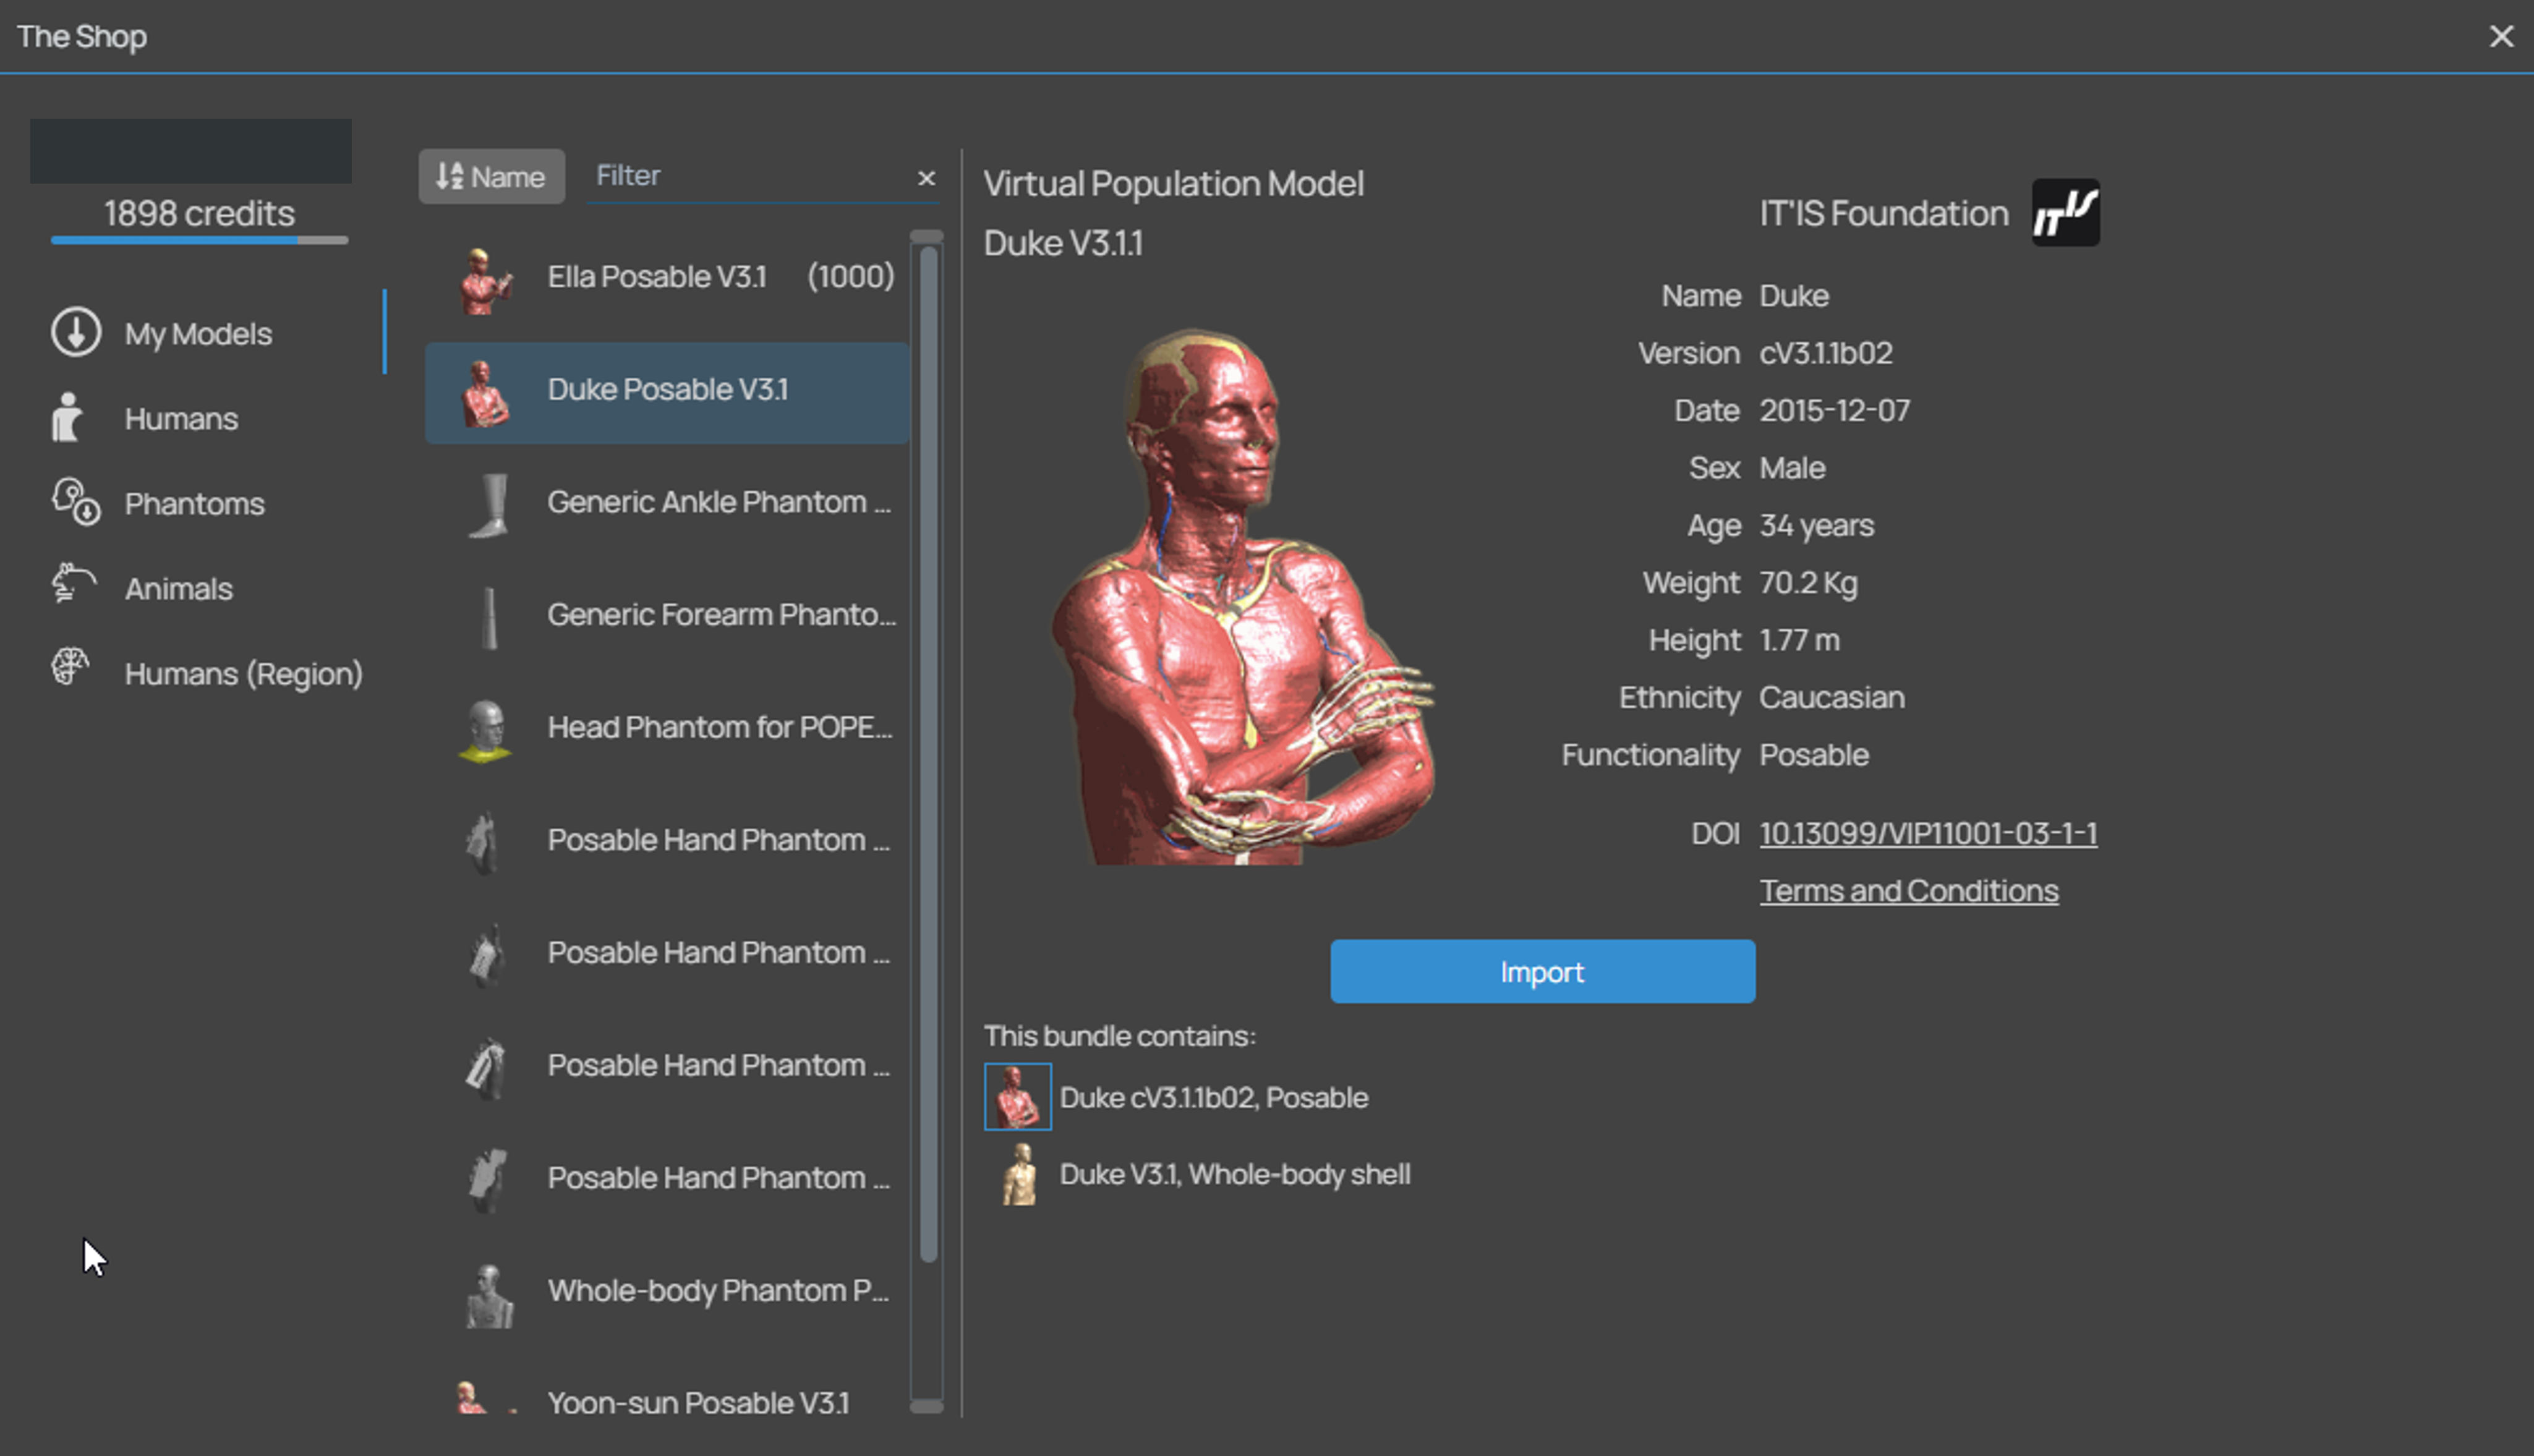 The Shop
1898 credits
My Models
Humans
Phantoms
Animals
Humans (Region)
Name
Filter
Ella Posable V3.1 (1000)
Duke Posable V3.1
Generic Ankle Phantom ...
Generic Forearm Phanto...
Head Phantom for POPE...
Posable Hand Phantom ...
Posable Hand Phantom ...
Posable Hand Phantom ...
Posable Hand Phantom ...
Whole-body Phantom P...
Yoon-sun Posable V3.1
Virtual Population Model
Duke V3.1.1
IT'IS Foundation
IT'IS
Name Duke
Version cV3.1.1b02
Date 2015-12-07
Sex Male
Age 34 years
Weight 70.2 Kg
Height 1.77 m
Ethnicity Caucasian
Functionality Posable
DOI 10.13099/VIP11001-03-1-1
Terms and Conditions
Import
This bundle contains:
Duke cV3.1.1b02, Posable
Duke V3.1, Whole-body shell